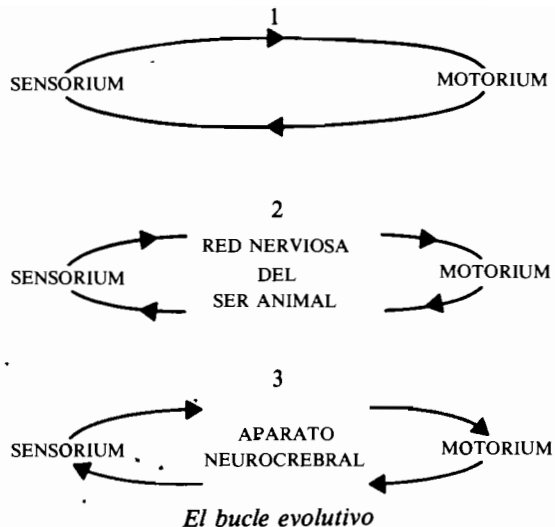 1
SENSORIUM MOTORIUM
2
RED NERVIOSA
SENSORIUM DEL MOTORIUM
SER ANIMAL
3
APARATO
SENSORIUM NEUROCREBRAL MOTORIUM
El bucle evolutivo